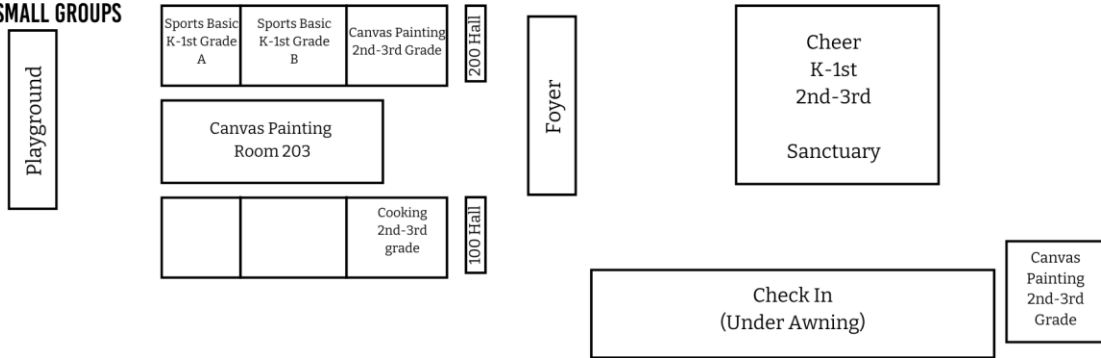 SMALL GROUPS
Playground
Sports Basic
K-1st Grade
A
Sports Basic
K-1st Grade
B
Canvas Painting
2nd-3rd Grade
200 Hall
Canvas Painting
Room 203
Cooking
2nd-3rd
grade
100 Hall
Foyer
Cheer
K-1st
2nd-3rd
Sanctuary
Check In
(Under Awning)
Canvas
Painting
2nd-3rd
Grade